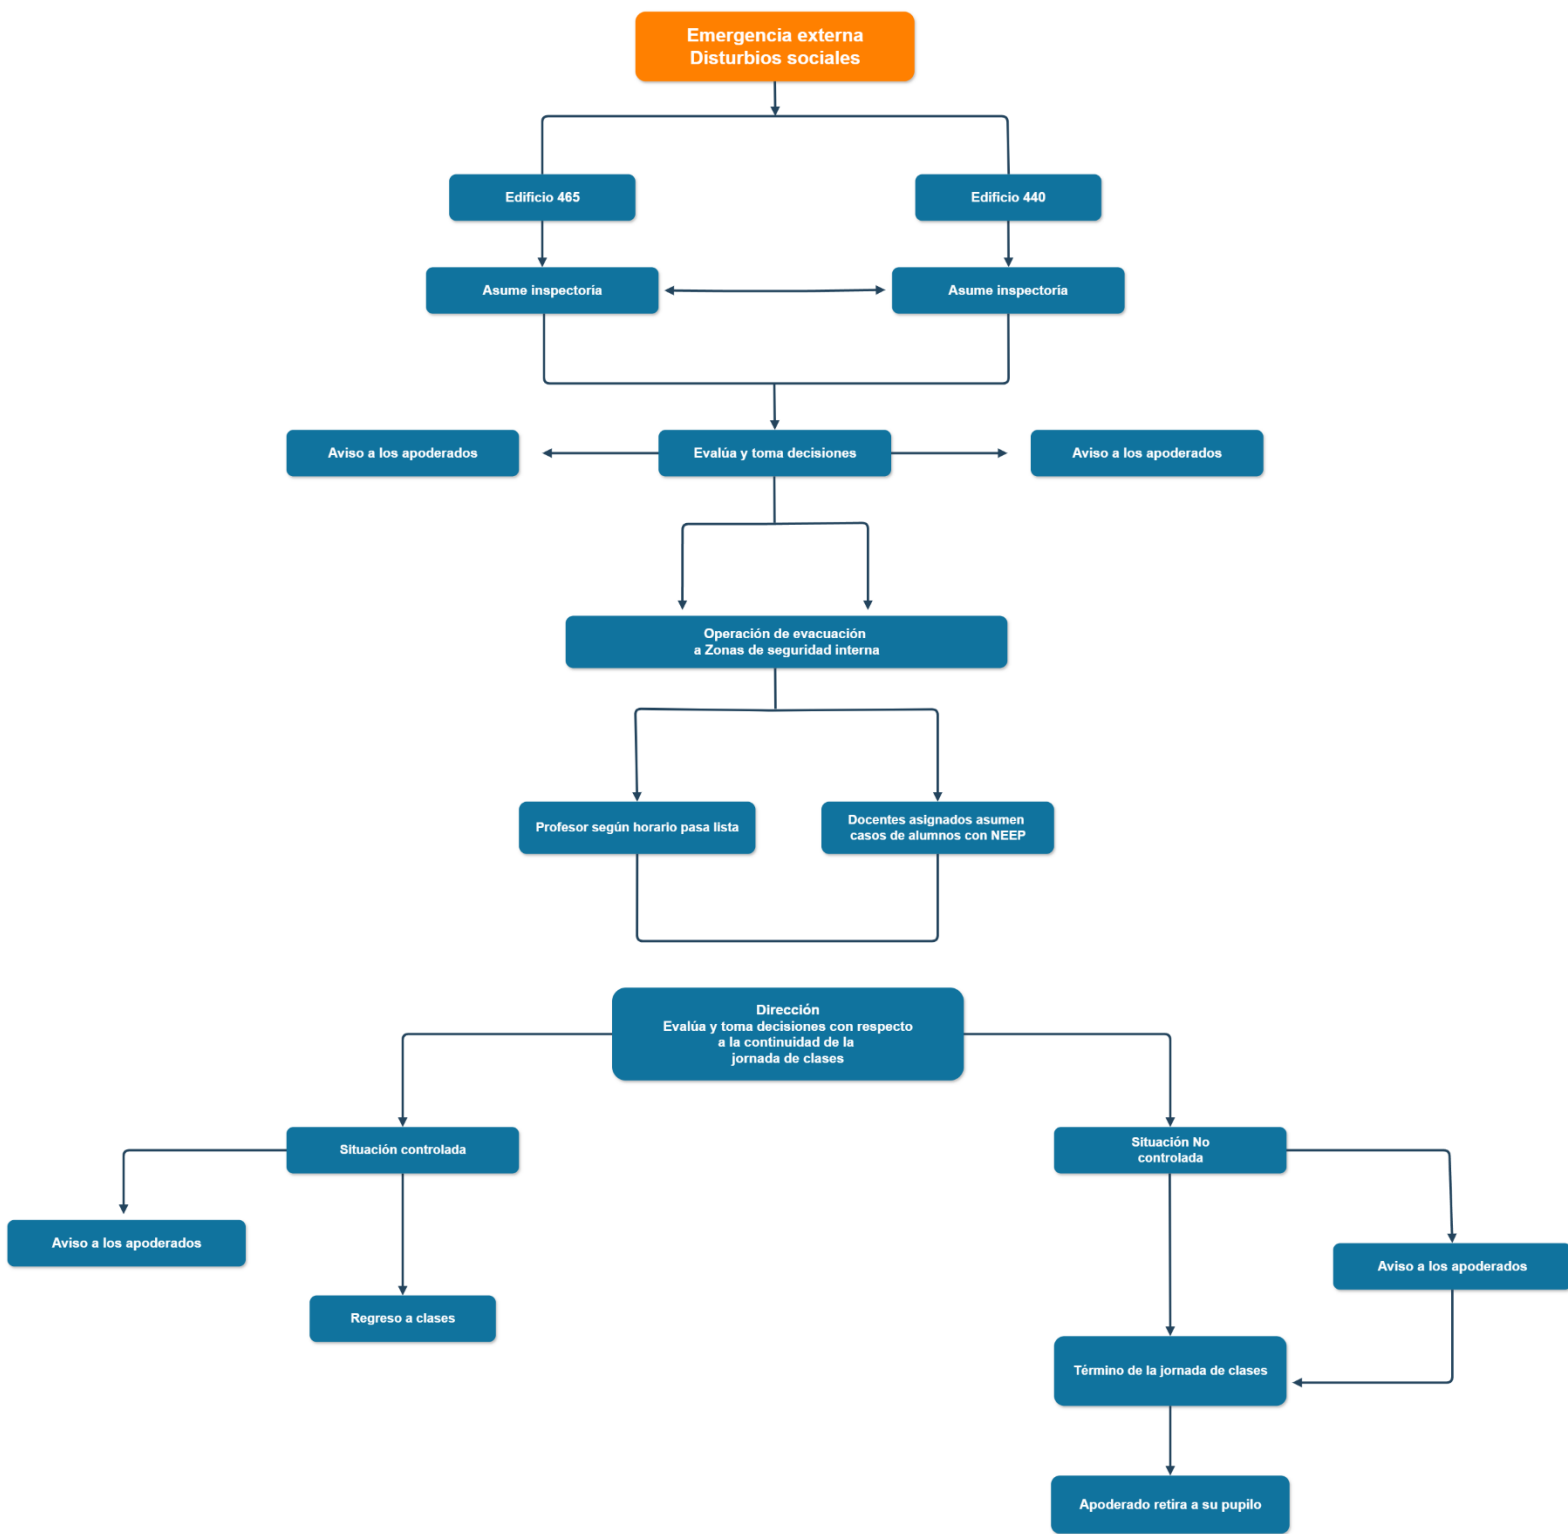 Emergencia externa
Disturbios sociales
Edificio 465
Edificio 440
Asume inspectoría
Asume inspectoría
Aviso a los apoderados
Evalúa y toma decisiones
Aviso a los apoderados
Operación de evacuación
a Zonas de seguridad interna
Profesor según horario pasa lista
Docentes asignados asumen
casos de alumnos con NEEP
Dirección
Evalúa y toma decisiones con respecto
a la continuidad de la
jornada de clases
Situación controlada
Situación No
controlada
Aviso a los apoderados
Aviso a los apoderados
Regreso a clases
Término de la jornada de clases
Apoderado retira a su pupilo